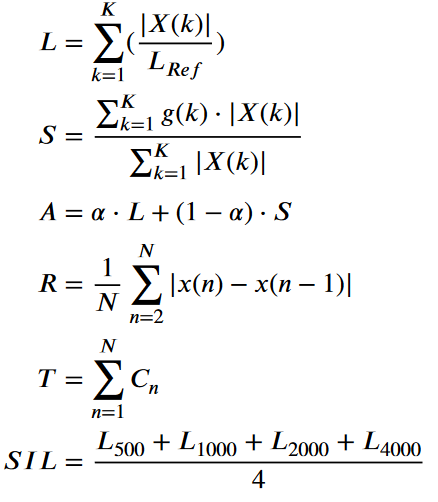 L = ∑_{k=1}^{K} ( |X(k)| / L_{Ref} )
S = ∑_{k=1}^{K} g(k) · |X(k)| / ∑_{k=1}^{K} |X(k)|
A = α · L + (1 − α) · S
R = 1/N ∑_{n=2}^{N} |x(n) − x(n − 1)|
T = ∑_{n=1}^{N} C_n
SIL = (L_{500} + L_{1000} + L_{2000} + L_{4000}) / 4